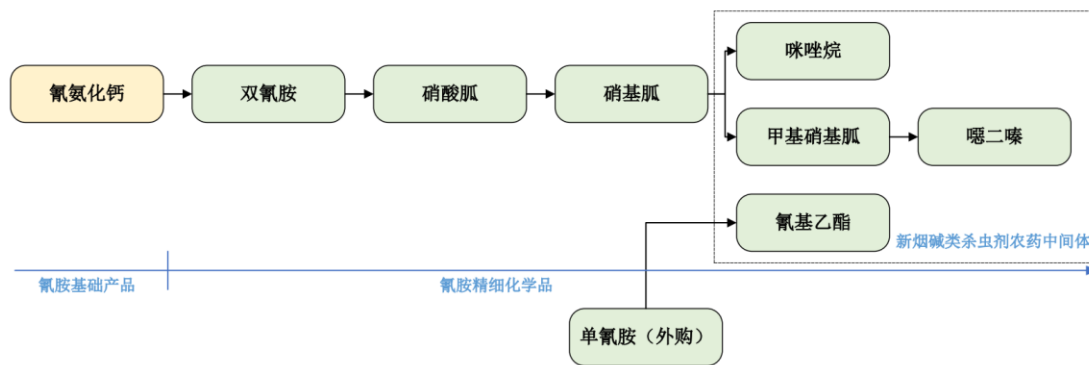 咪唑烷
氰氨化钙
双氰胺
硝酸胍
硝基胍
甲基硝基胍
噁二嗪
氰基乙酯
新烟碱类杀虫剂农药中间体
氰胺基础产品
氰胺精细化学品
单氰胺（外购）